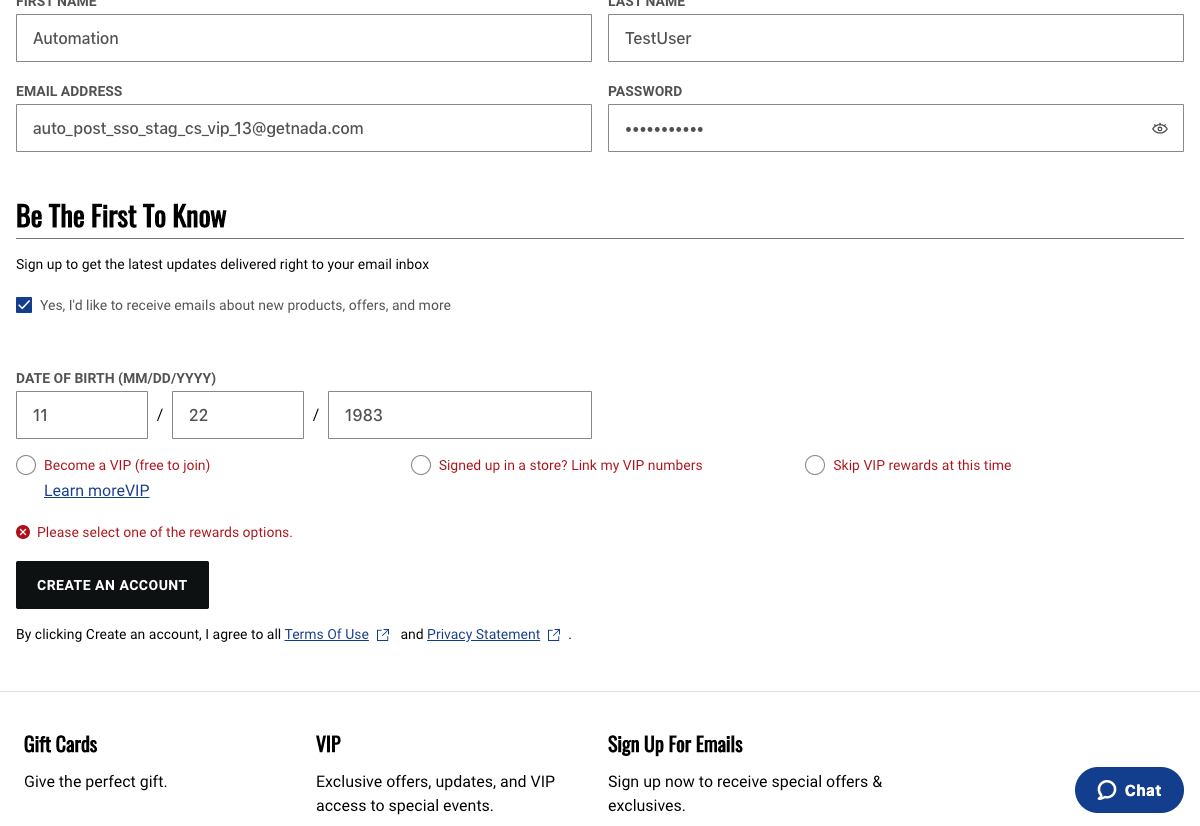 FIRST NAME
LAST NAME
Automation
TestUser
EMAIL ADDRESS
PASSWORD
auto_post_sso_stag_cs_vip_13@getnada.com
•••••••••••
Be The First To Know
Sign up to get the latest updates delivered right to your email inbox
Yes, I'd like to receive emails about new products, offers, and more
DATE OF BIRTH (MM/DD/YYYY)
11 / 22 / 1983
Become a VIP (free to join)
Learn moreVIP
Signed up in a store? Link my VIP numbers
Skip VIP rewards at this time
Please select one of the rewards options.
CREATE AN ACCOUNT
By clicking Create an account, I agree to all Terms Of Use and Privacy Statement .
Gift Cards
Give the perfect gift.
VIP
Exclusive offers, updates, and VIP
access to special events.
Sign Up For Emails
Sign up now to receive special offers &
exclusives.
Chat